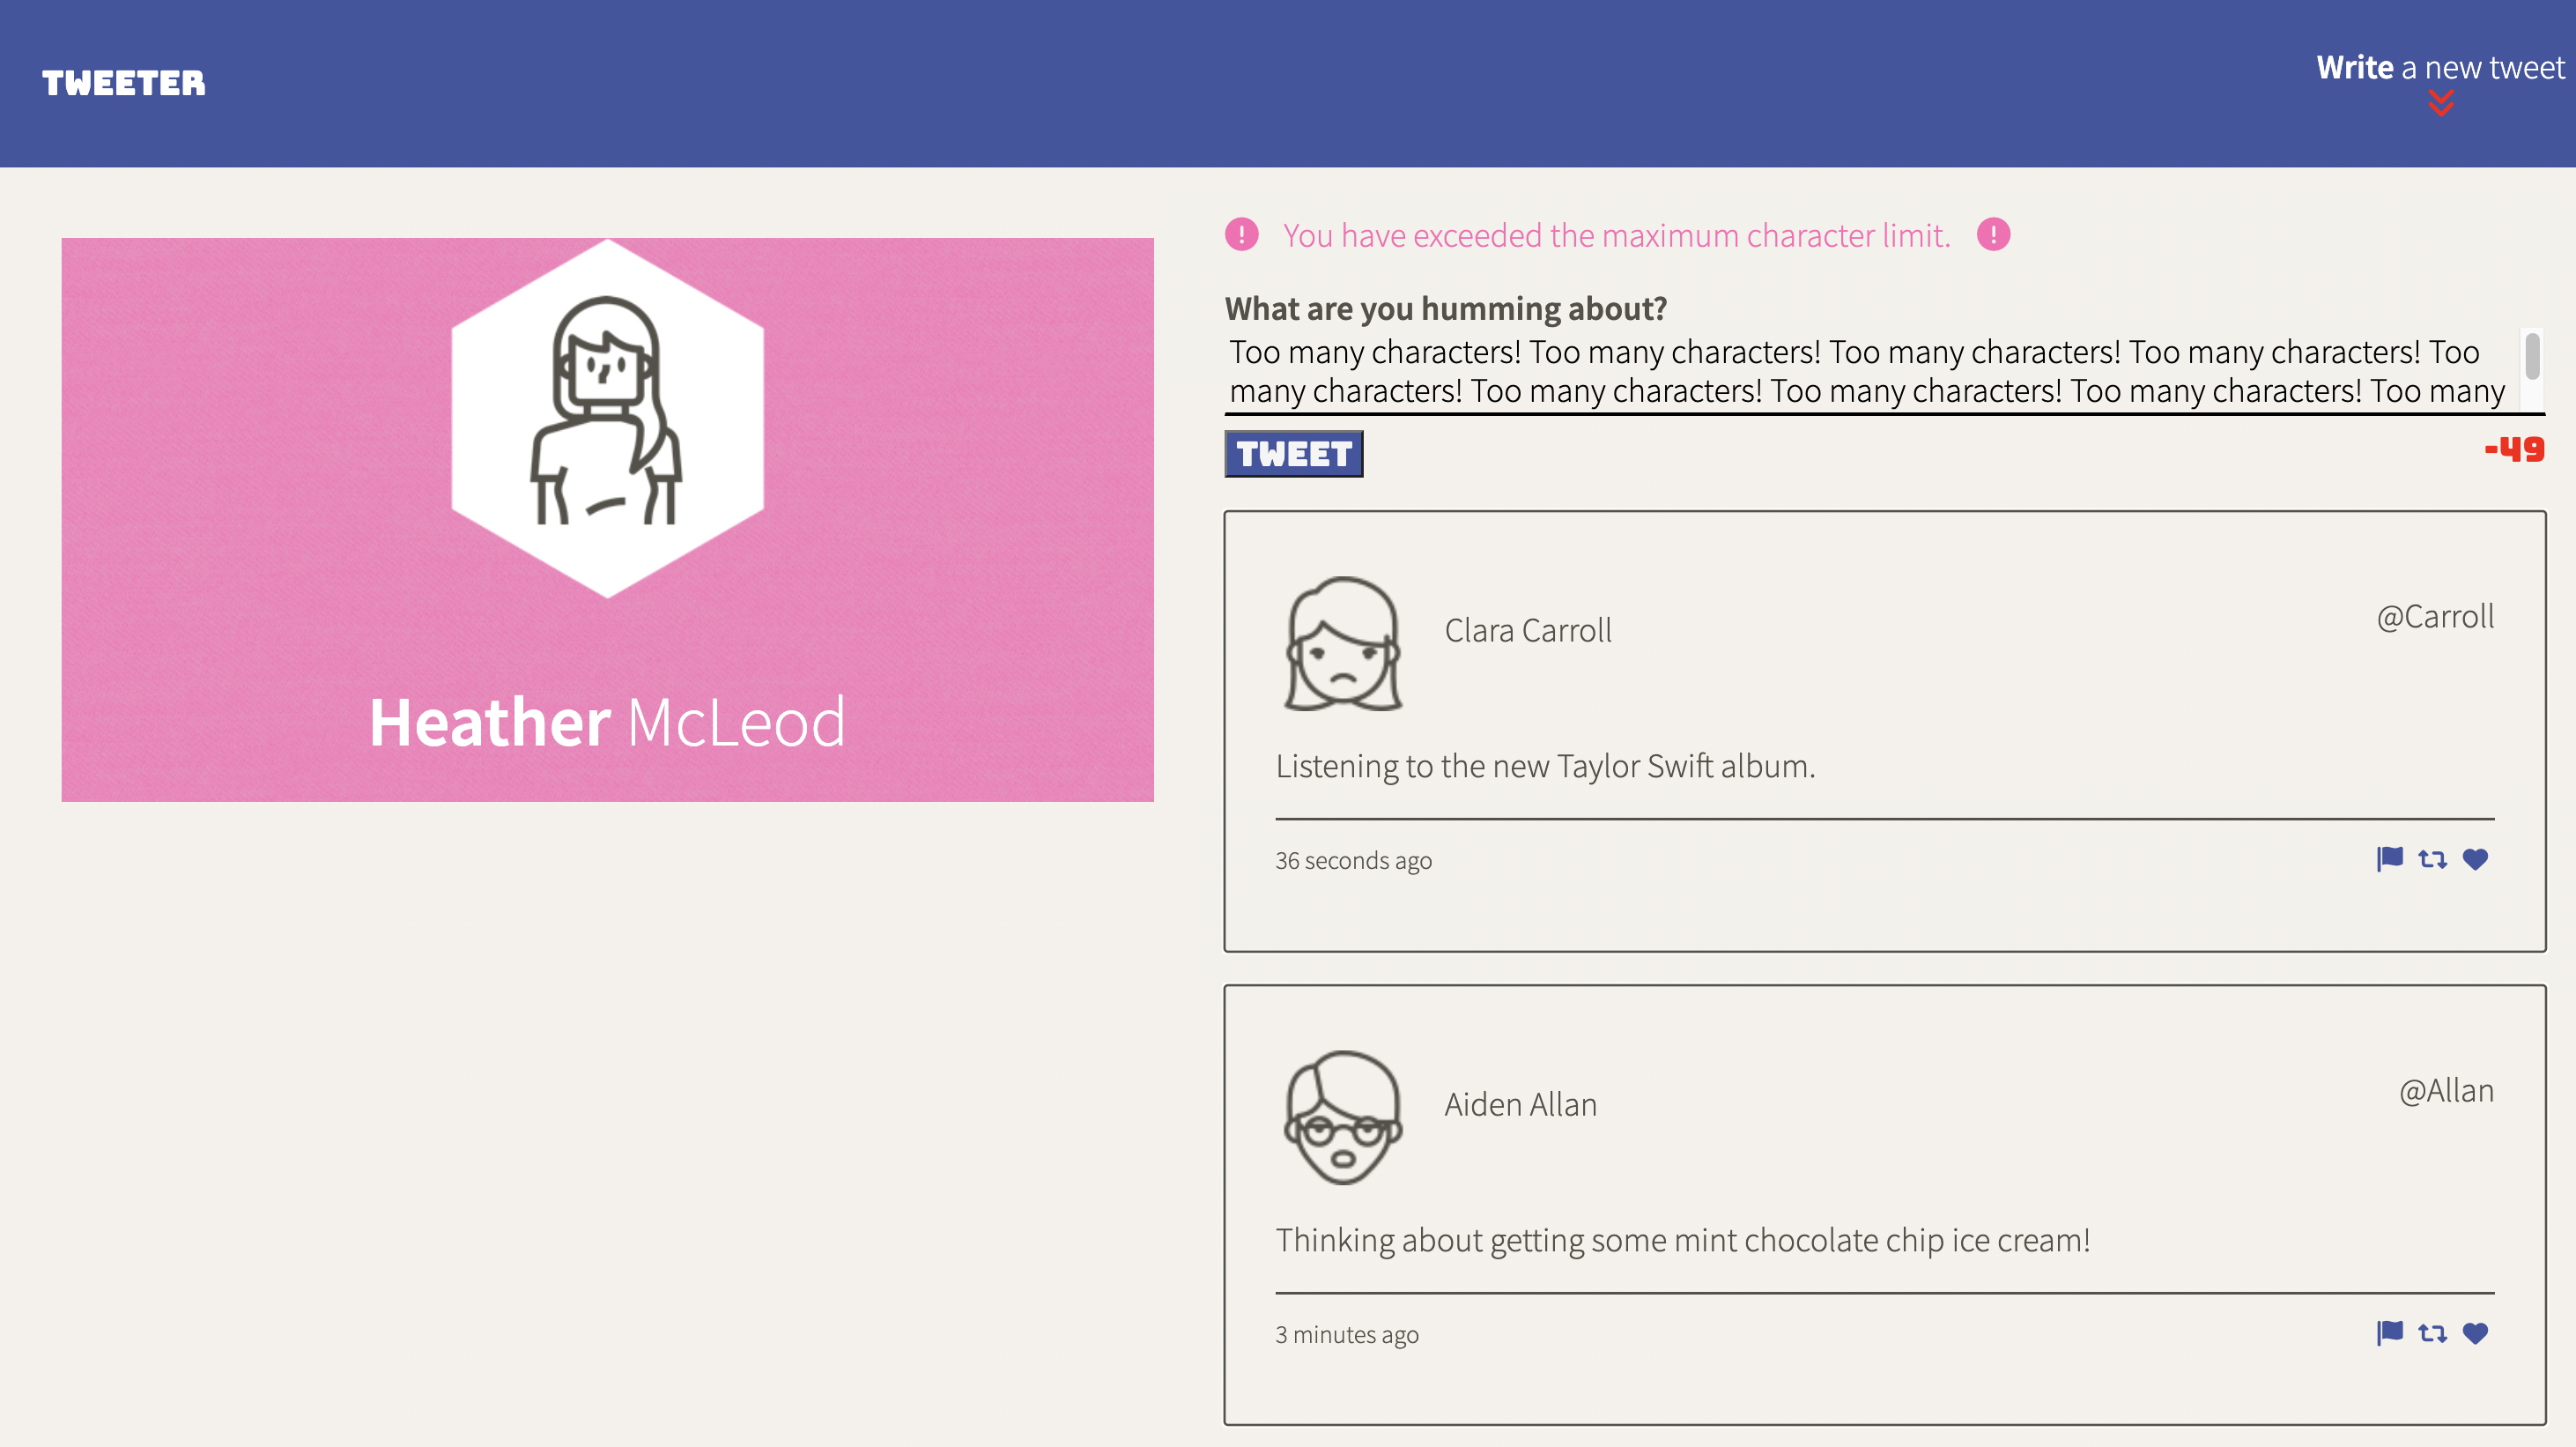 TWEETER
Write a new tweet
Heather McLeod
You have exceeded the maximum character limit.
What are you humming about?
Too many characters! Too many characters! Too many characters! Too many characters! Too
many characters! Too many characters! Too many characters! Too many characters! Too many
TWEET
-49
Clara Carroll
@Carroll
Listening to the new Taylor Swift album.
36 seconds ago
Aiden Allan
@Allan
Thinking about getting some mint chocolate chip ice cream!
3 minutes ago